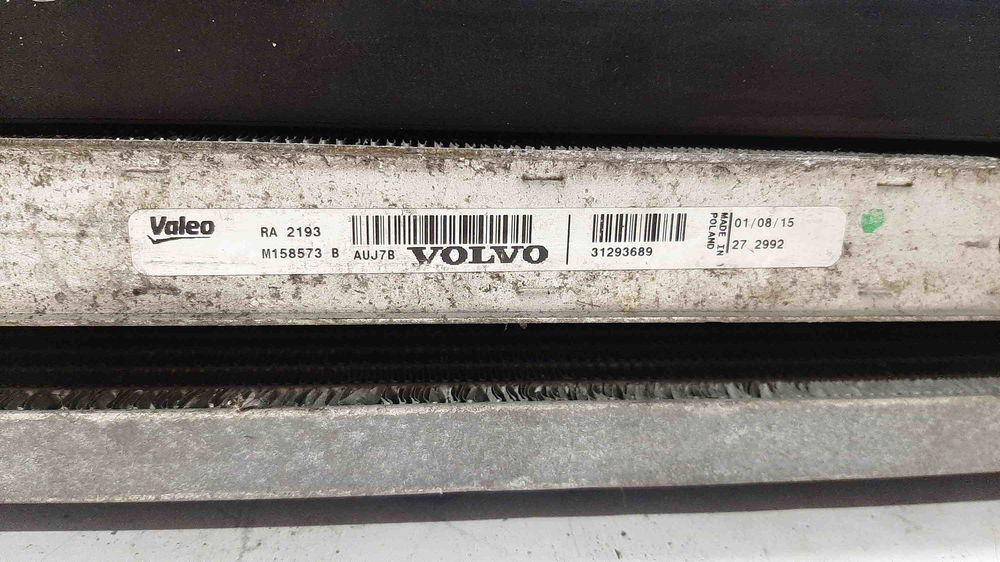 Valeo
RA 2193
M158573 B AUJ7B VOLVO
31293689
MADE IN
POLAND
01/08/15
27 2992